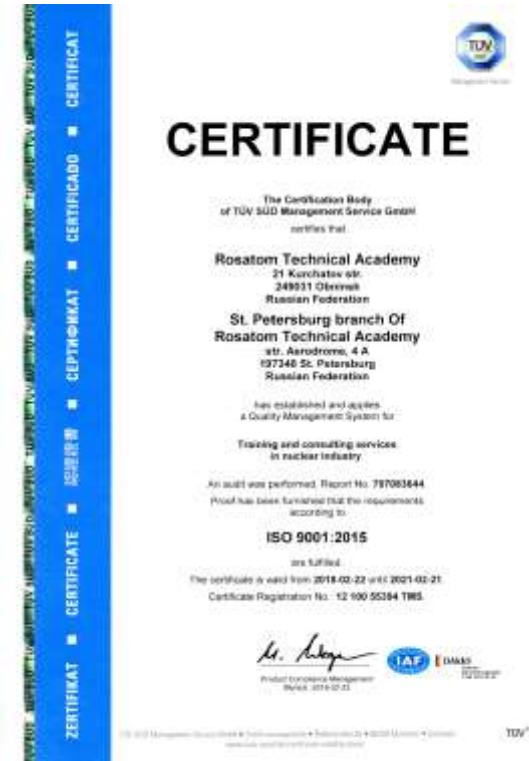 TÜV
Management Service
CERTIFICATE
The Certification Body
of TÜV SÜD Management Service GmbH
certifies that
Rosatom Technical Academy
21 Kurchatov str.
249031 Obninsk
Russian Federation
St. Petersburg branch Of
Rosatom Technical Academy
str. Aerodrome, 4 A
197348 St. Petersburg
Russian Federation
has established and applies
a Quality Management System for
Training and consulting services
in nuclear industry
An audit was performed, Report No. 707083644
Proof has been furnished that the requirements
according to
ISO 9001:2015
are fulfilled.
The certificate is valid from 2018-02-22 until 2021-02-21.
Certificate Registration No.: 12 100 55384 TMS.
Product Compliance Management
IAF
DAkkS
TÜV®
ZERTIFIKAT ■ CERTIFICATE ■ ■ СЕРТИФИКАТ ■ CERTIFICADO ■ CERTIFICAT